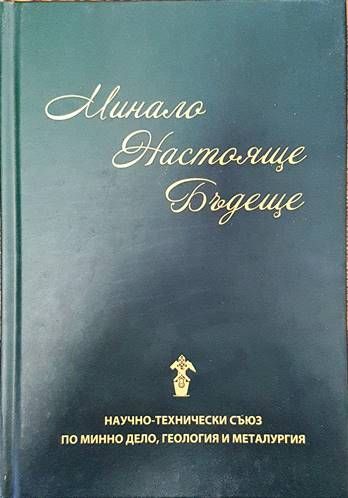 Минало
Настояще
Бъдеще
НАУЧНО-ТЕХНИЧЕСКИ СЪЮЗ
ПО МИННО ДЕЛО, ГЕОЛОГИЯ И МЕТАЛУРГИЯ